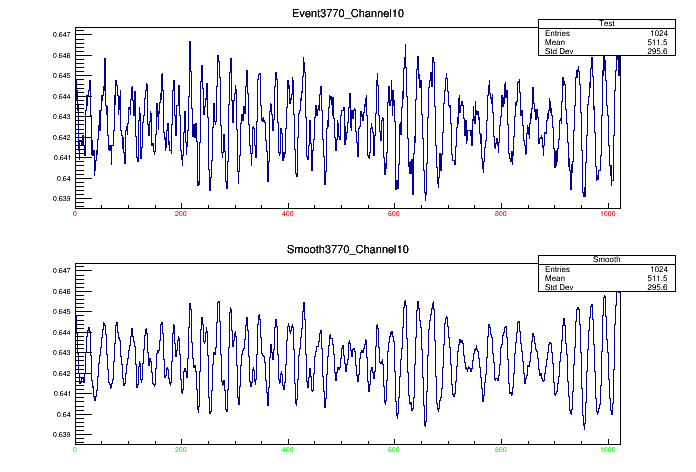 Event3770_Channel10
Test
Entries 1024
Mean 511.5
Std Dev 295.6
0.647
0.646
0.645
0.644
0.643
0.642
0.641
0.64
0.639
0 200 400 600 800 1000
Smooth3770_Channel10
Smooth
Entries 1024
Mean 511.5
Std Dev 295.6
0.647
0.646
0.645
0.644
0.643
0.642
0.641
0.64
0.639
0 200 400 600 800 1000